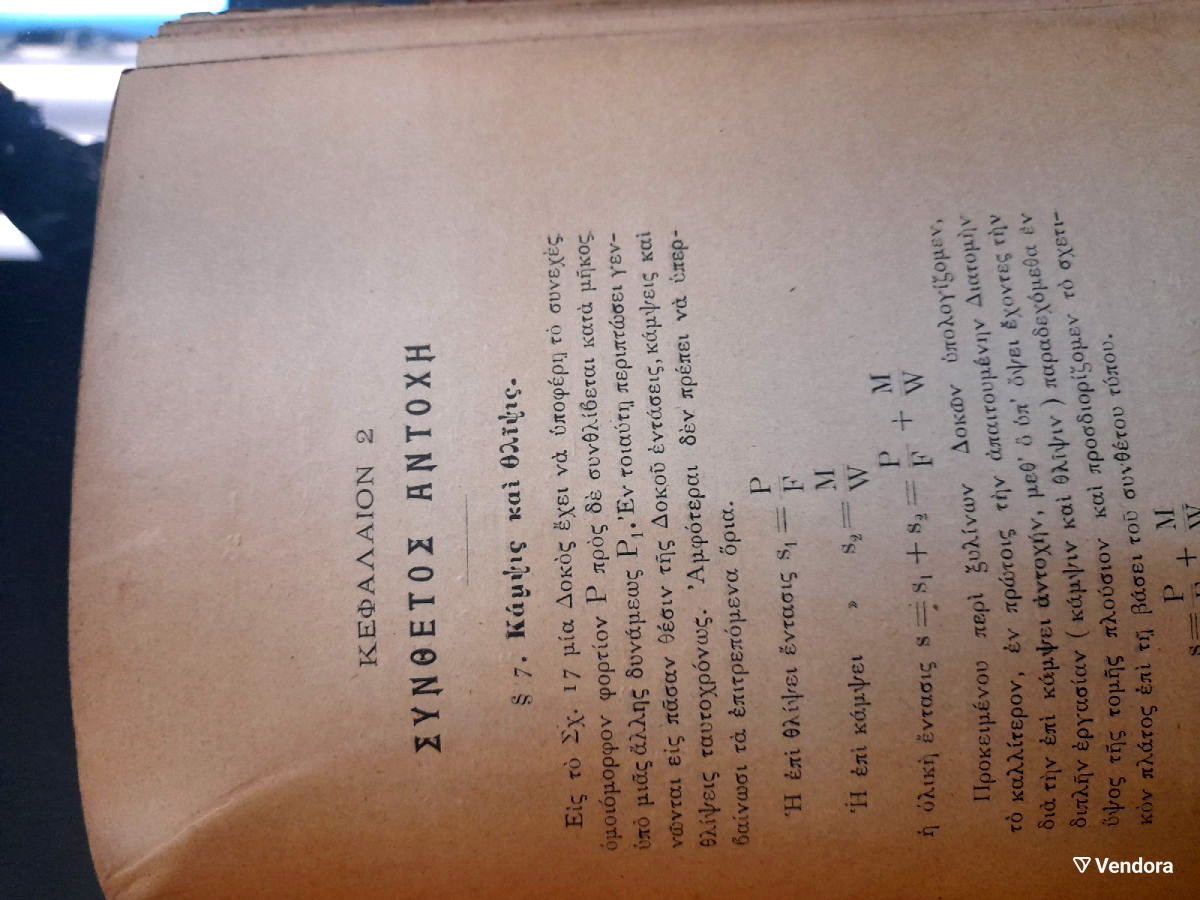 ΚΕΦΑΛΑΙΟΝ 2
ΣΥΝΘΕΤΟΣ ΑΝΤΟΧΗ
§ 7. Κάμψις καὶ θλῖψις.
Εἰς τὸ Σχ. 17 μία Δοκὸς ἔχει νὰ ὑποφέρῃ τὸ συνεχὲς
ὁμοιόμορφον φορτίον P πρὸς δὲ συνθλίβεται κατὰ μῆκος
ὑπὸ μιᾶς ἄλλης δυνάμεως P₁. Ἐν τοιαύτῃ περιπτώσει γεν-
νῶνται εἰς πᾶσαν θέσιν τῆς Δοκοῦ ἐντάσεις, κάμψεις καὶ
θλίψεις ταυτοχρόνως. Ἀμφότεραι δὲν πρέπει νὰ ὑπερ-
βαίνωσι τὰ ἐπιτρεπόμενα ὅρια.
Ἡ ἐπὶ θλίψει ἔντασις s₁ = P/F
Ἡ ἐπὶ κάμψει » s₂ = M/W
ἡ ὁλικὴ ἔντασις s = s₁ + s₂ = P/F + M/W
Προκειμένου περὶ ξυλίνων Δοκῶν ὑπολογίζομεν,
τὸ καλλίτερον, ἐν πρώτοις τὴν ἀπαιτουμένην Διατομὴν
διὰ τὴν ἐπὶ κάμψει ἀντοχήν, μεθ' ὃ ὑπ' ὄψει ἔχοντες τὴν
διπλῆν ἐργασίαν ( κάμψιν καὶ θλίψιν ) παραδεχόμεθα ἐν
ὕψος τῆς τομῆς πλούσιον καὶ προσδιορίζομεν τὸ σχετι-
κὸν πλάτος ἐπὶ τῇ βάσει τοῦ συνθέτου τύπου.
s = P/F + M/W
Vendora